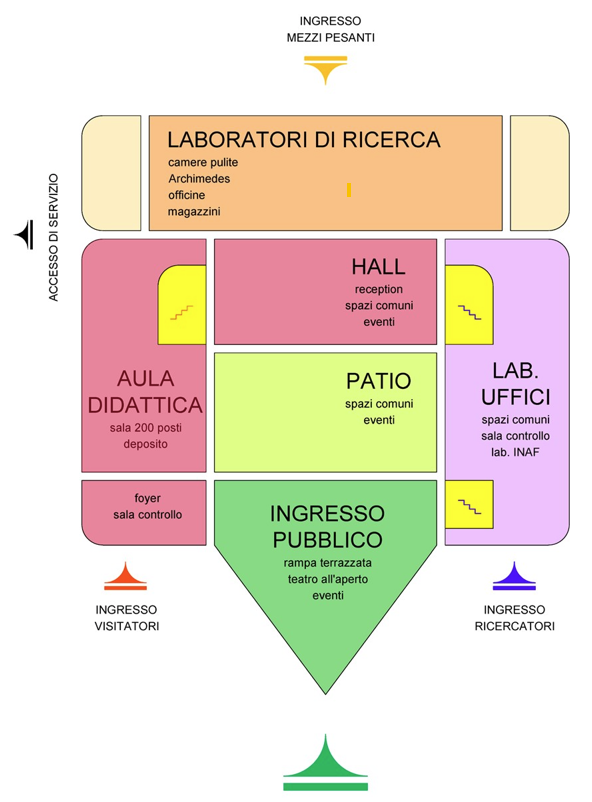 INGRESSO
MEZZI PESANTI
LABORATORI DI RICERCA
camere pulite
Archimedes
officine
magazzini
ACCESSO DI SERVIZIO
HALL
reception
spazi comuni
eventi
AULA
DIDATTICA
sala 200 posti
deposito
PATIO
spazi comuni
eventi
LAB.
UFFICI
spazi comuni
sala controllo
lab. INAF
foyer
sala controllo
INGRESSO
PUBBLICO
rampa terrazzata
teatro all'aperto
eventi
INGRESSO
VISITATORI
INGRESSO
RICERCATORI